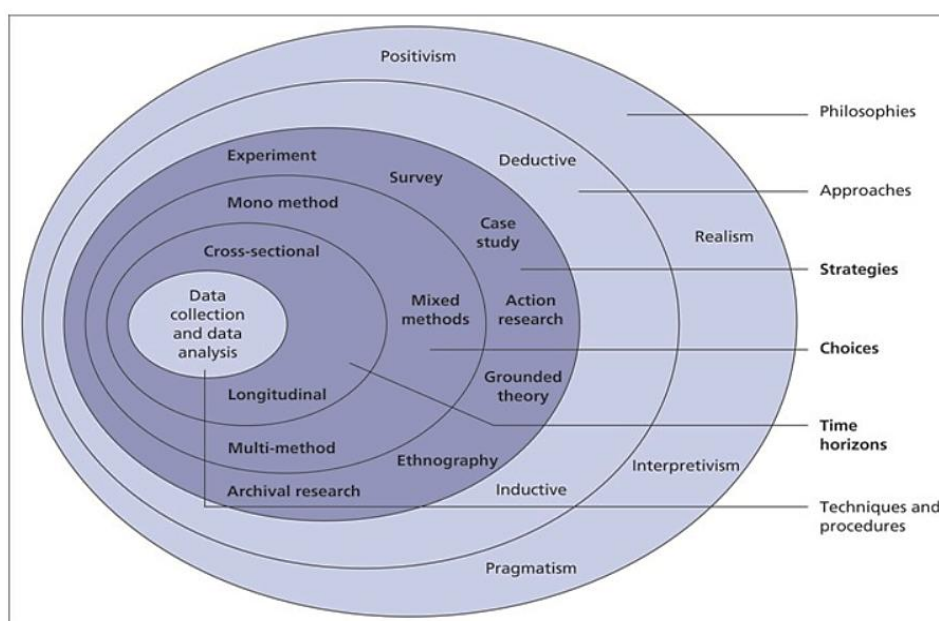 Positivism
Philosophies
Experiment
Deductive
Survey
Approaches
Mono method
Case
study
Realism
Cross-sectional
Strategies
Data
collection
and data
analysis
Mixed
methods
Action
research
Choices
Grounded
theory
Longitudinal
Time
horizons
Multi-method
Ethnography
Interpretivism
Archival research
Inductive
Techniques and
procedures
Pragmatism